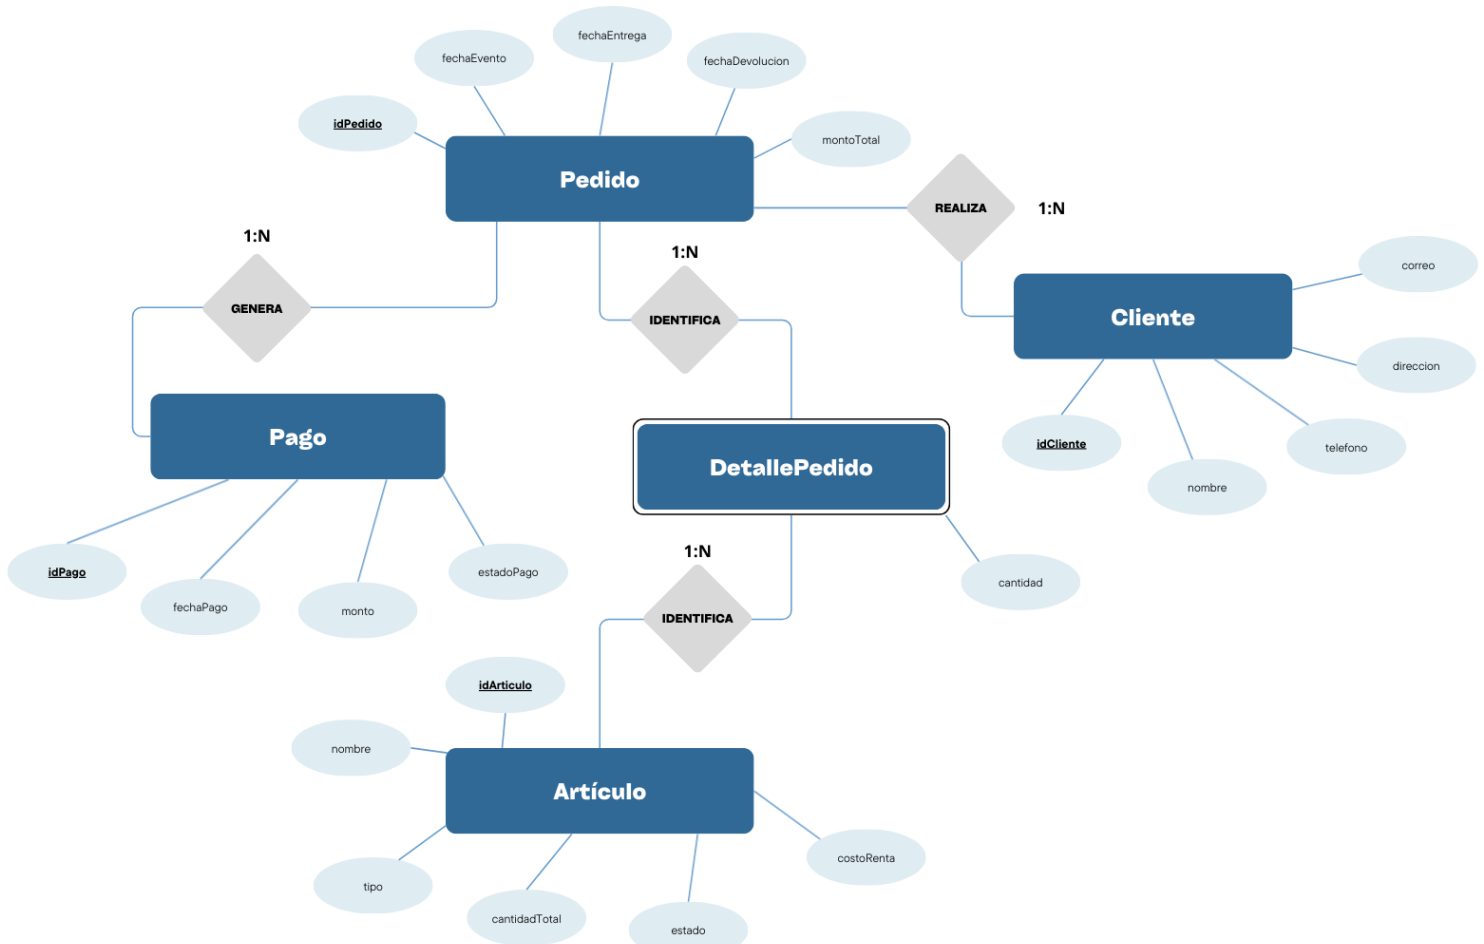 fechaEntrega
fechaEvento
fechaDevolucion
idPedido
montoTotal
Pedido
REALIZA
1:N
1:N
1:N
correo
GENERA
IDENTIFICA
Cliente
direccion
Pago
DetallePedido
idCliente
telefono
nombre
1:N
idPago
fechaPago
monto
estadoPago
cantidad
IDENTIFICA
idArticulo
nombre
Artículo
costoRenta
tipo
cantidadTotal
estado